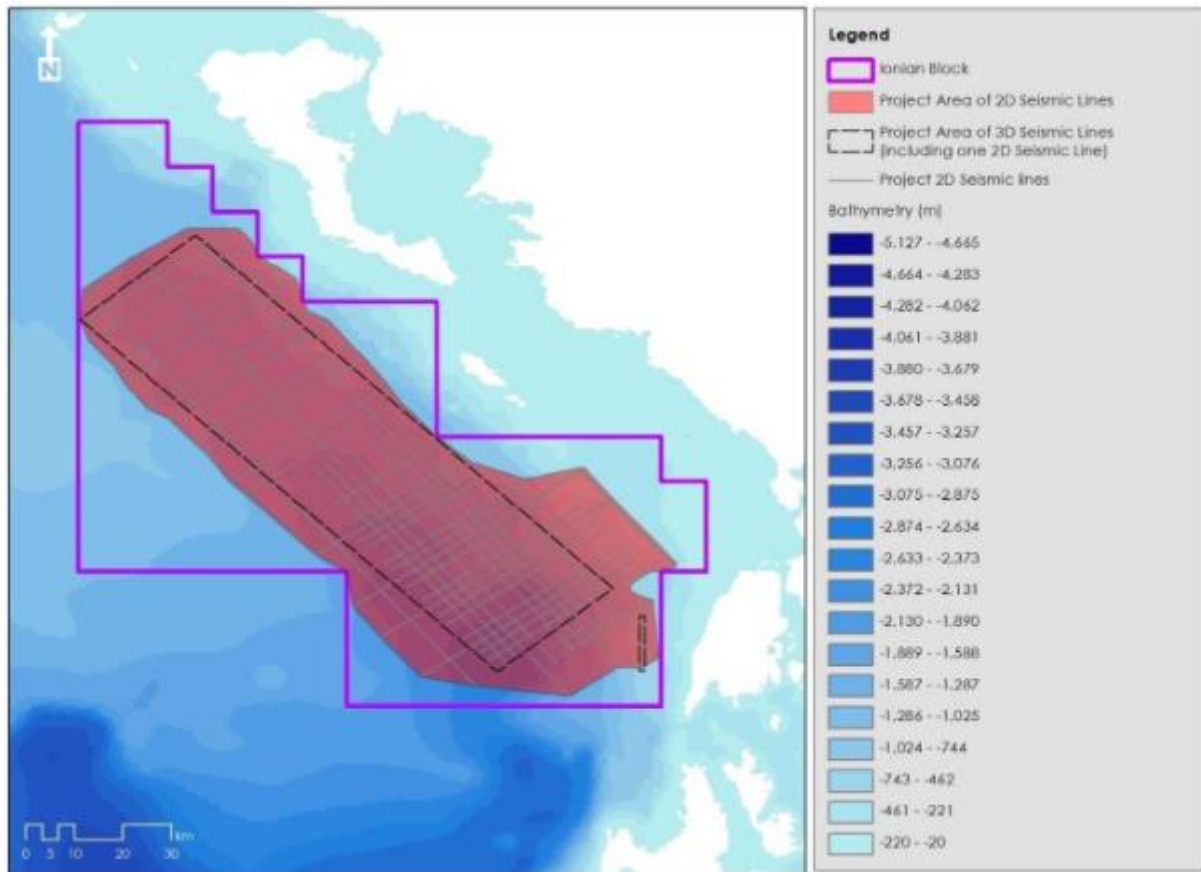 N
Legend
Ionian Block
Project Area of 2D Seismic Lines
Project Area of 3D Seismic Lines
(including one 2D Seismic Line)
Project 2D Seismic lines
Bathymetry (m)
-5.127 - -4.665
-4.664 - -4.283
-4.282 - -4.062
-4.061 - -3.881
-3.880 - -3.679
-3.678 - -3.458
-3.457 - -3.257
-3.256 - -3.076
-3.075 - -2.875
-2.874 - -2.634
-2.633 - -2.373
-2.372 - -2.131
-2.130 - -1.890
-1.889 - -1.588
-1.587 - -1.287
-1.286 - -1.025
-1.024 - -744
-743 - -462
-461 - -221
-220 - -20
km
0 5 10 20 30